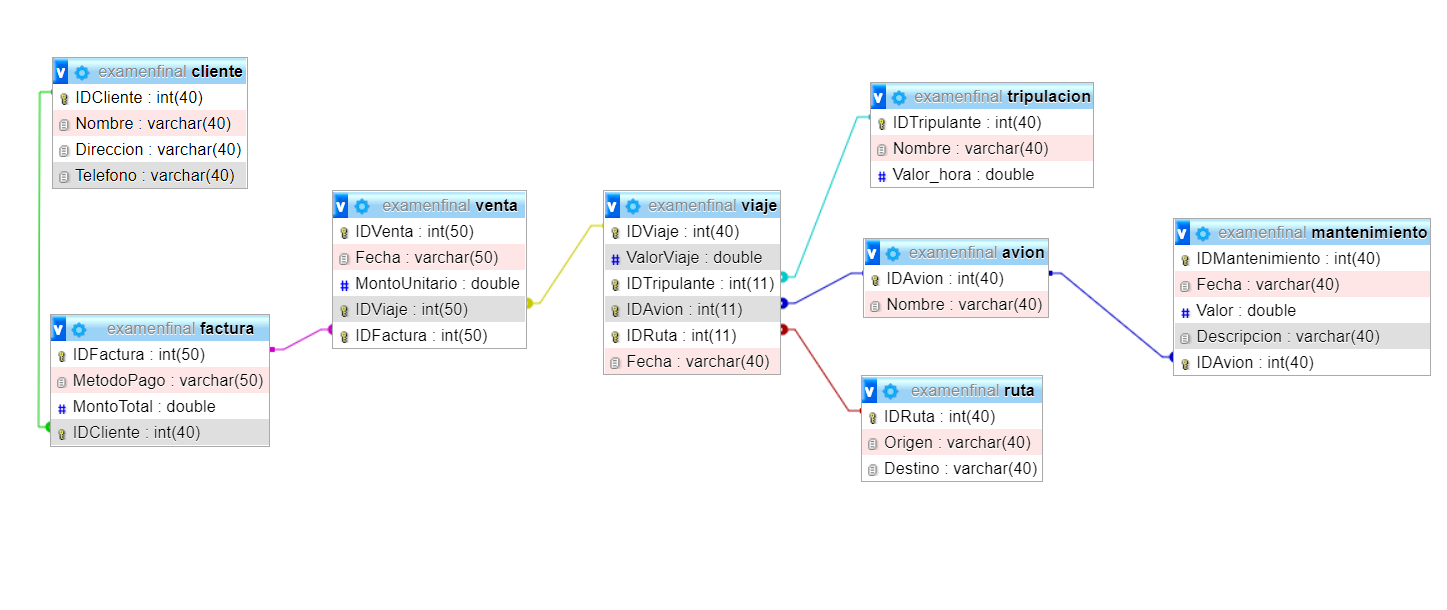 v examenfinal cliente
IDCliente : int(40)
Nombre : varchar(40)
Direccion : varchar(40)
# Telefono : varchar(40)
v examenfinal factura
IDFactura : int(50)
MetodoPago : varchar(50)
# MontoTotal : double
IDCliente : int(40)
v examenfinal venta
IDVenta : int(50)
Fecha : varchar(50)
# MontoUnitario : double
IDViaje : int(50)
IDFactura : int(50)
v examenfinal viaje
IDViaje : int(40)
# ValorViaje : double
IDTripulante : int(11)
IDAvion : int(11)
IDRuta : int(11)
Fecha : varchar(40)
v examenfinal tripulacion
IDTripulante : int(40)
Nombre : varchar(40)
# Valor_hora : double
v examenfinal avion
IDAvion : int(40)
Nombre : varchar(40)
v examenfinal ruta
IDRuta : int(40)
Origen : varchar(40)
Destino : varchar(40)
v examenfinal mantenimiento
IDMantenimiento : int(40)
Fecha : varchar(40)
# Valor : double
Descripcion : varchar(40)
IDAvion : int(40)